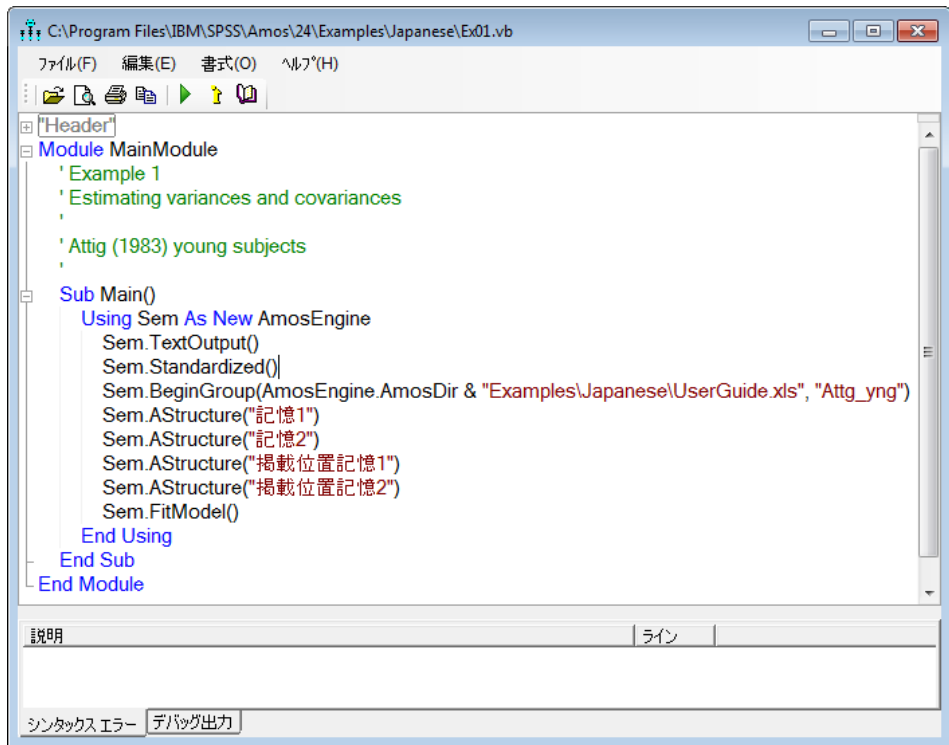 C:\Program Files\IBM\SPSS\Amos\24\Examples\Japanese\Ex01.vb
ファイル(F) 編集(E) 書式(O) ヘルプ(H)
"Header"
Module MainModule
' Example 1
' Estimating variances and covariances
'
' Attig (1983) young subjects
'
Sub Main()
Using Sem As New AmosEngine
Sem.TextOutput()
Sem.Standardized()
Sem.BeginGroup(AmosEngine.AmosDir & "Examples\Japanese\UserGuide.xls", "Attg_yng")
Sem.AStructure("記憶1")
Sem.AStructure("記憶2")
Sem.AStructure("掲載位置記憶1")
Sem.AStructure("掲載位置記憶2")
Sem.FitModel()
End Using
End Sub
End Module
説明 ライン
シンタックス エラー デバッグ出力